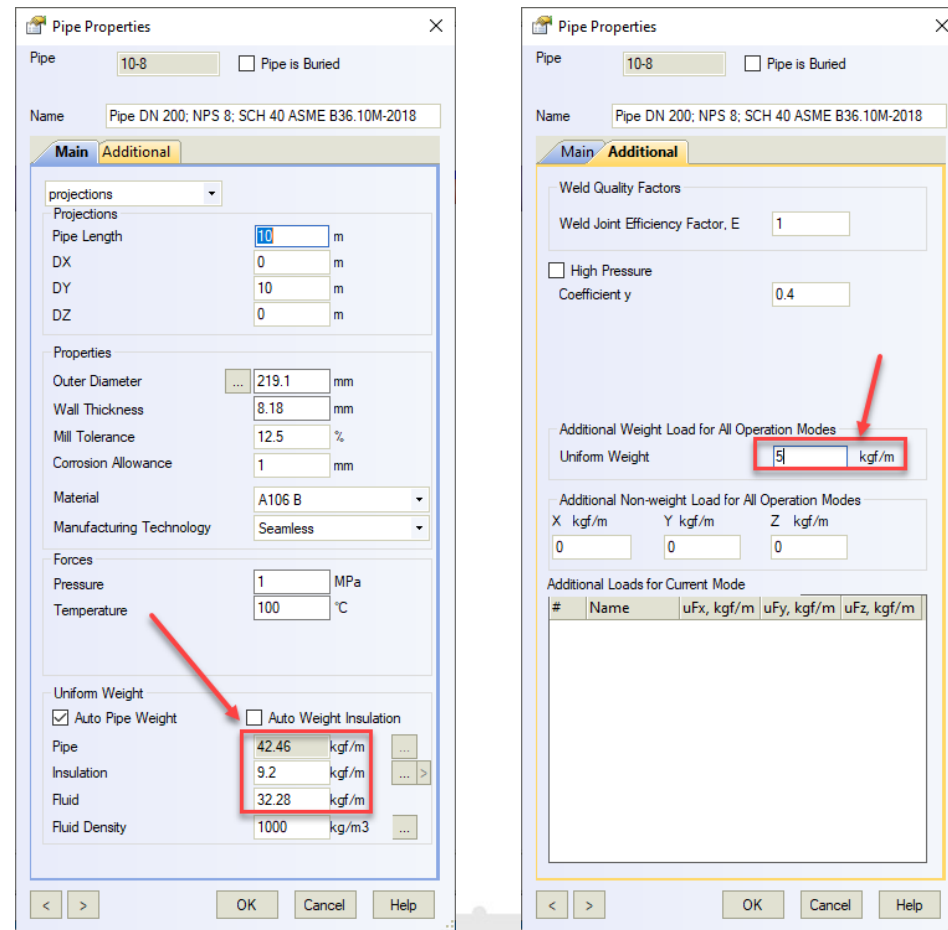 Pipe Properties
Pipe 10-8 Pipe is Buried
Name Pipe DN 200; NPS 8; SCH 40 ASME B36.10M-2018
Main Additional
projections
Projections
Pipe Length 10 m
DX 0 m
DY 10 m
DZ 0 m
Properties
Outer Diameter ... 219.1 mm
Wall Thickness 8.18 mm
Mill Tolerance 12.5 %
Corrosion Allowance 1 mm
Material A106 B
Manufacturing Technology Seamless
Forces
Pressure 1 MPa
Temperature 100 °C
Uniform Weight
Auto Pipe Weight Auto Weight Insulation
Pipe 42.46 kgf/m ...
Insulation 9.2 kgf/m ... >
Fluid 32.28 kgf/m
Fluid Density 1000 kg/m3 ...
< > OK Cancel Help
Pipe Properties
Pipe 10-8 Pipe is Buried
Name Pipe DN 200; NPS 8; SCH 40 ASME B36.10M-2018
Main Additional
Weld Quality Factors
Weld Joint Efficiency Factor, E 1
High Pressure
Coefficient y 0.4
Additional Weight Load for All Operation Modes
Uniform Weight 5 kgf/m
Additional Non-weight Load for All Operation Modes
X kgf/m Y kgf/m Z kgf/m
0 0 0
Additional Loads for Current Mode
# Name uFx, kgf/m uFy, kgf/m uFz, kgf/m
< > OK Cancel Help